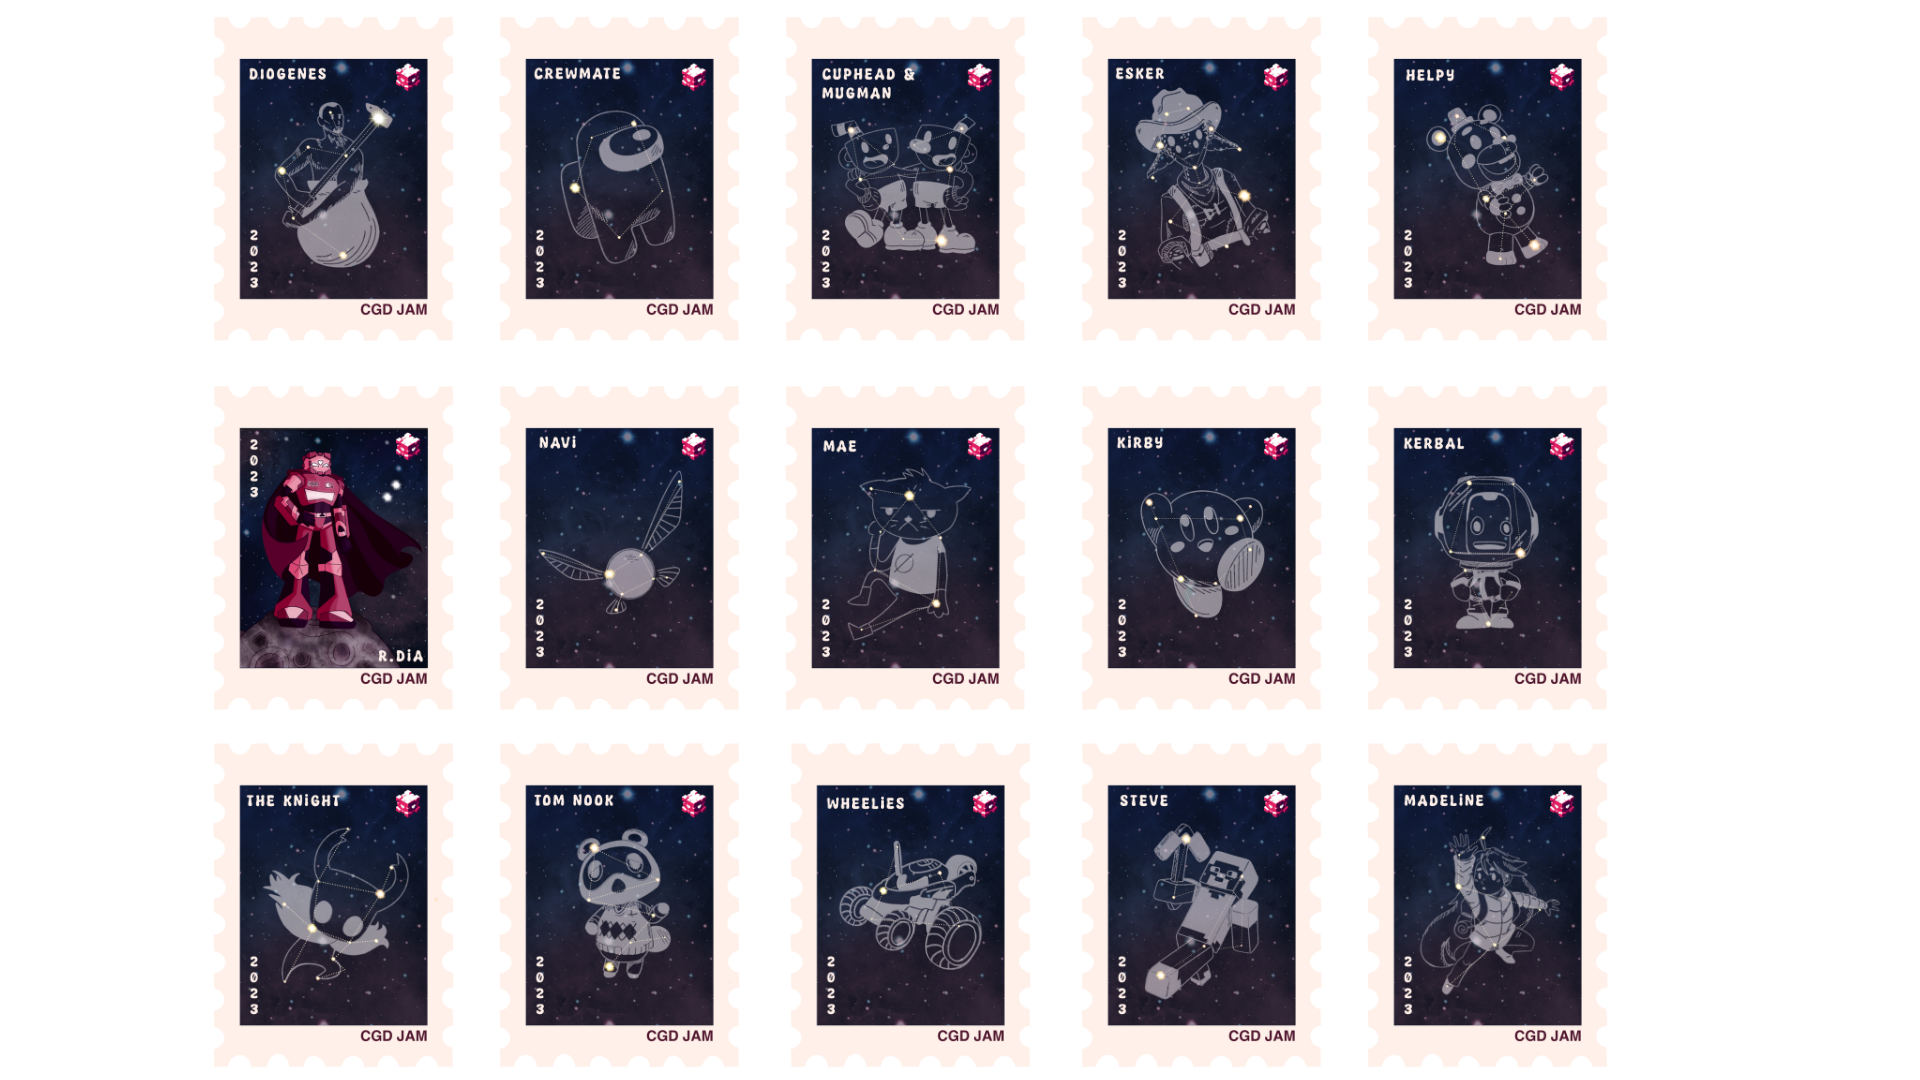 DIOGENES
2023
CGD JAM
CREWMATE
2023
CGD JAM
CUPHEAD &
MUGMAN
2023
CGD JAM
ESKER
2023
CGD JAM
HELPY
2023
CGD JAM
2023
R.DiA
CGD JAM
NAVi
2023
CGD JAM
MAE
2023
CGD JAM
KiRBY
2023
CGD JAM
KERBAL
2023
CGD JAM
THE KNiGHT
2023
CGD JAM
TOM NOOK
2023
CGD JAM
WHEELiES
2023
CGD JAM
STEVE
2023
CGD JAM
MADELiNE
2023
CGD JAM